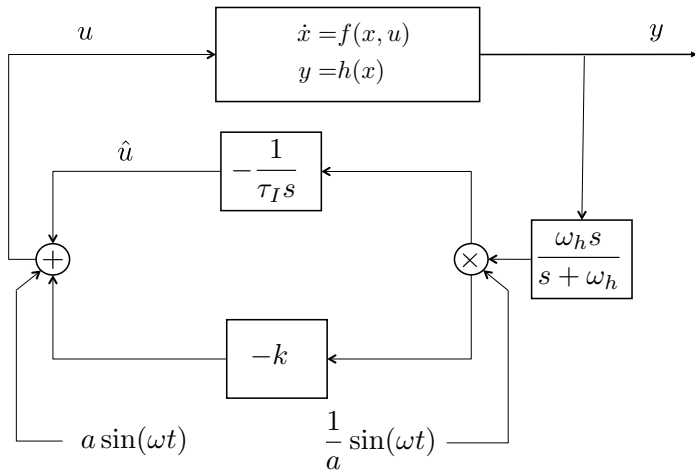 u
ẋ =f(x, u)
y =h(x)
y
û
−1/(τ_I s)
+
×
ω_h s/(s + ω_h)
−k
a sin(ωt)
1/a sin(ωt)